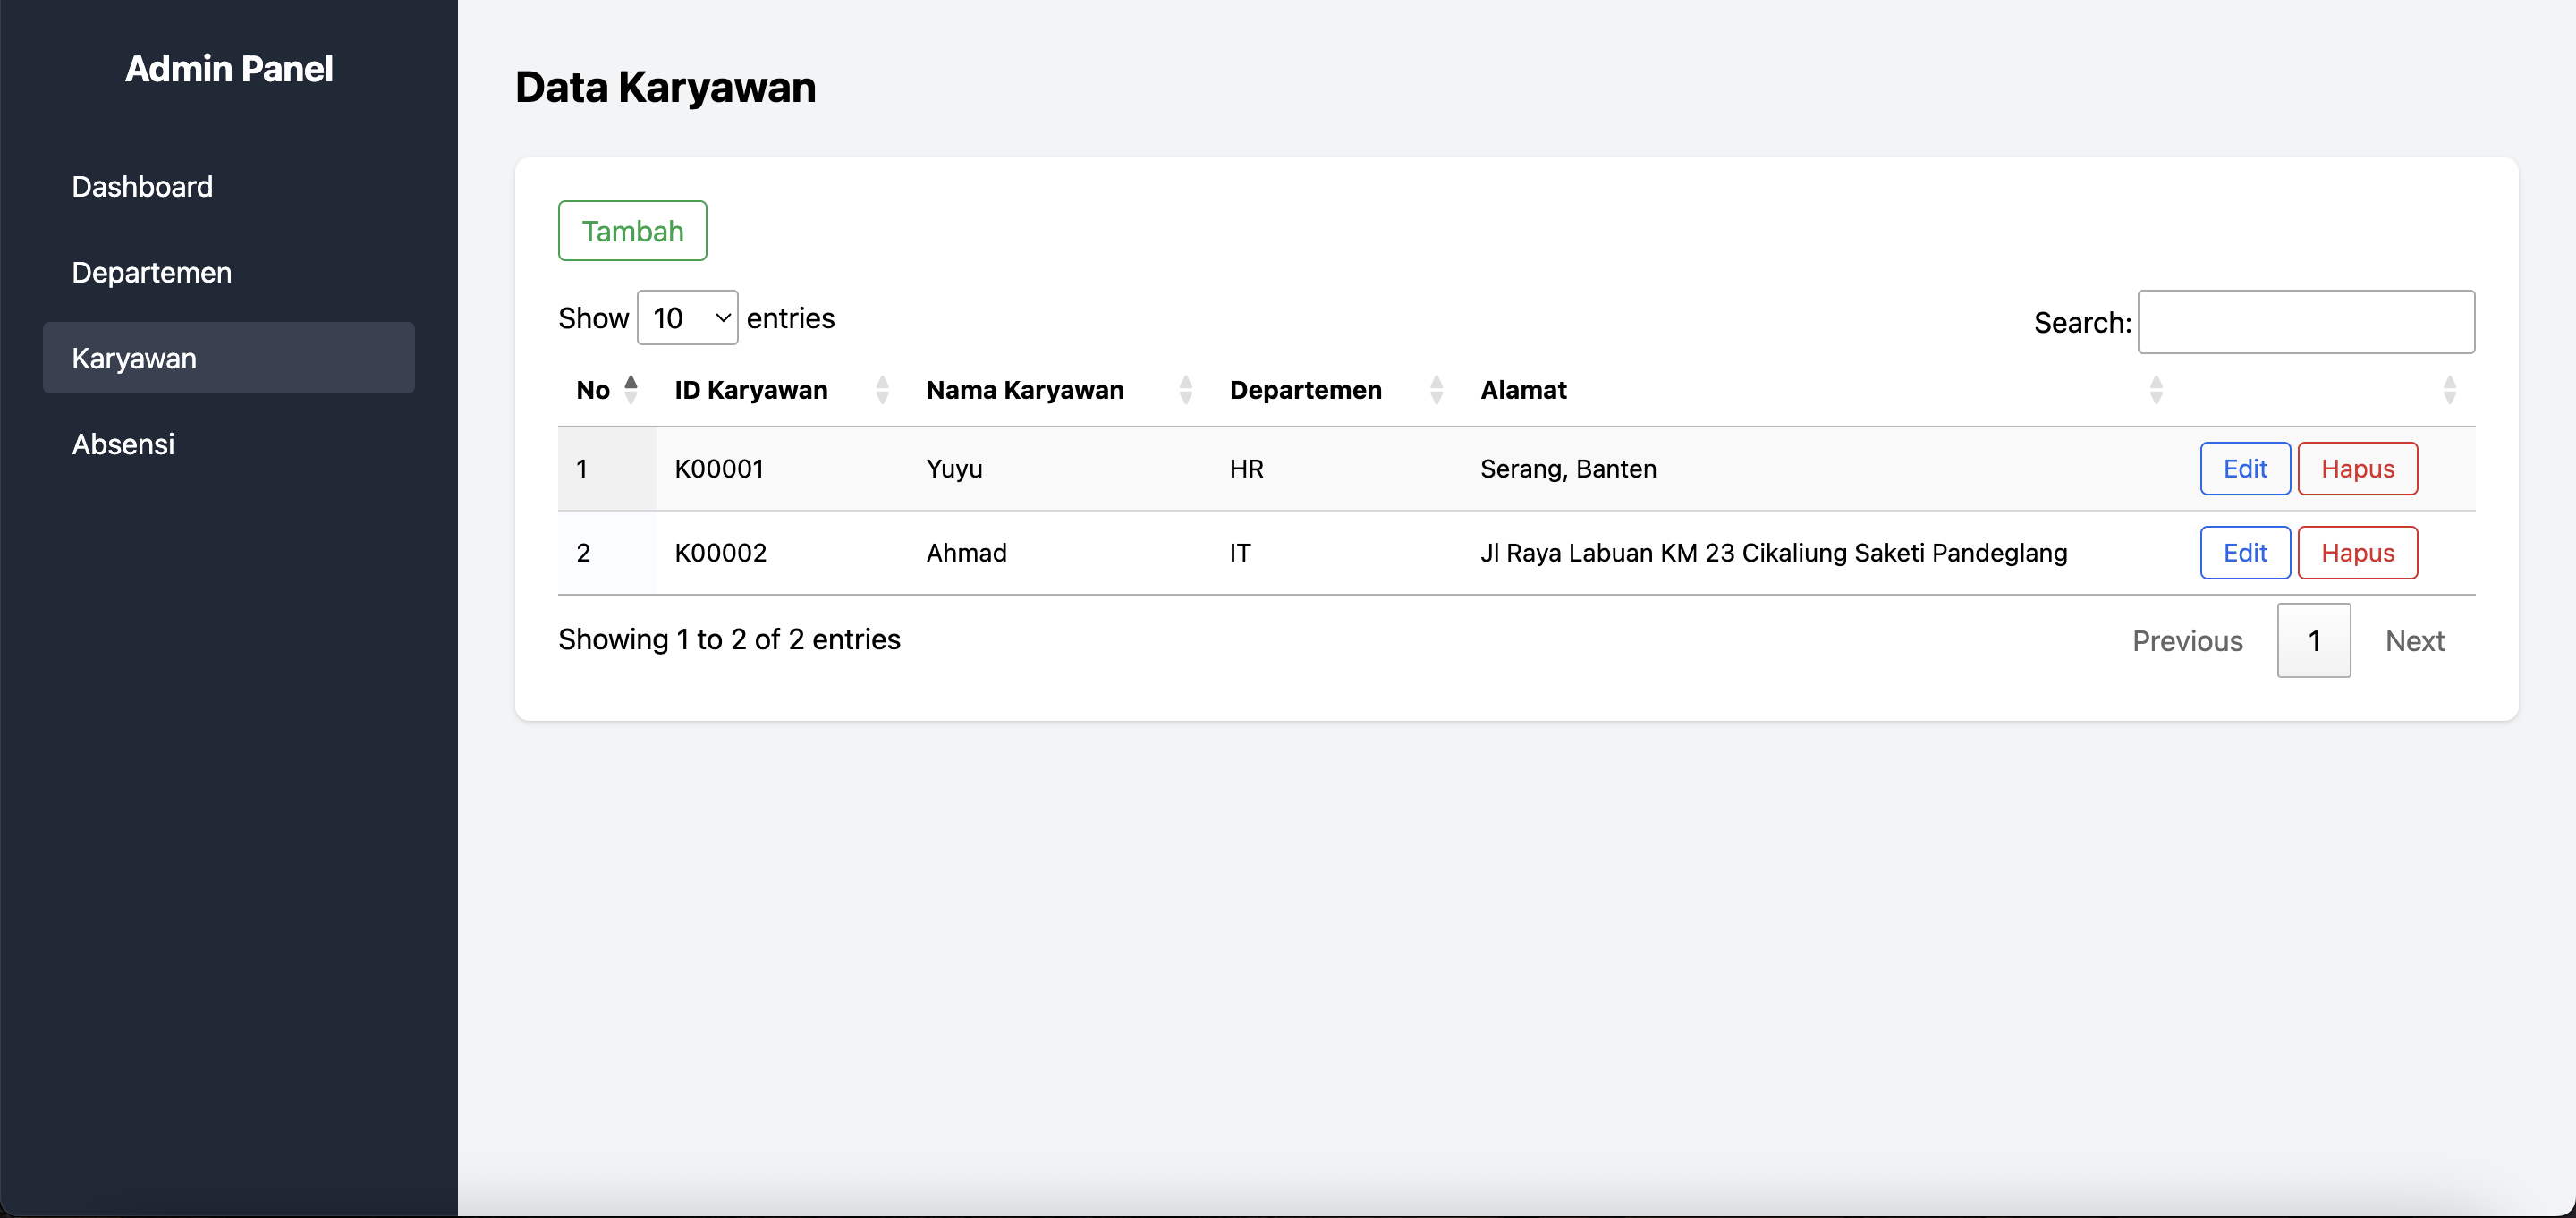 Admin Panel
Dashboard
Departemen
Karyawan
Absensi
Data Karyawan
Tambah
Show 10 entries
Search:
No ID Karyawan Nama Karyawan Departemen Alamat
1 K00001 Yuyu HR Serang, Banten Edit Hapus
2 K00002 Ahmad IT Jl Raya Labuan KM 23 Cikaliung Saketi Pandeglang Edit Hapus
Showing 1 to 2 of 2 entries
Previous 1 Next